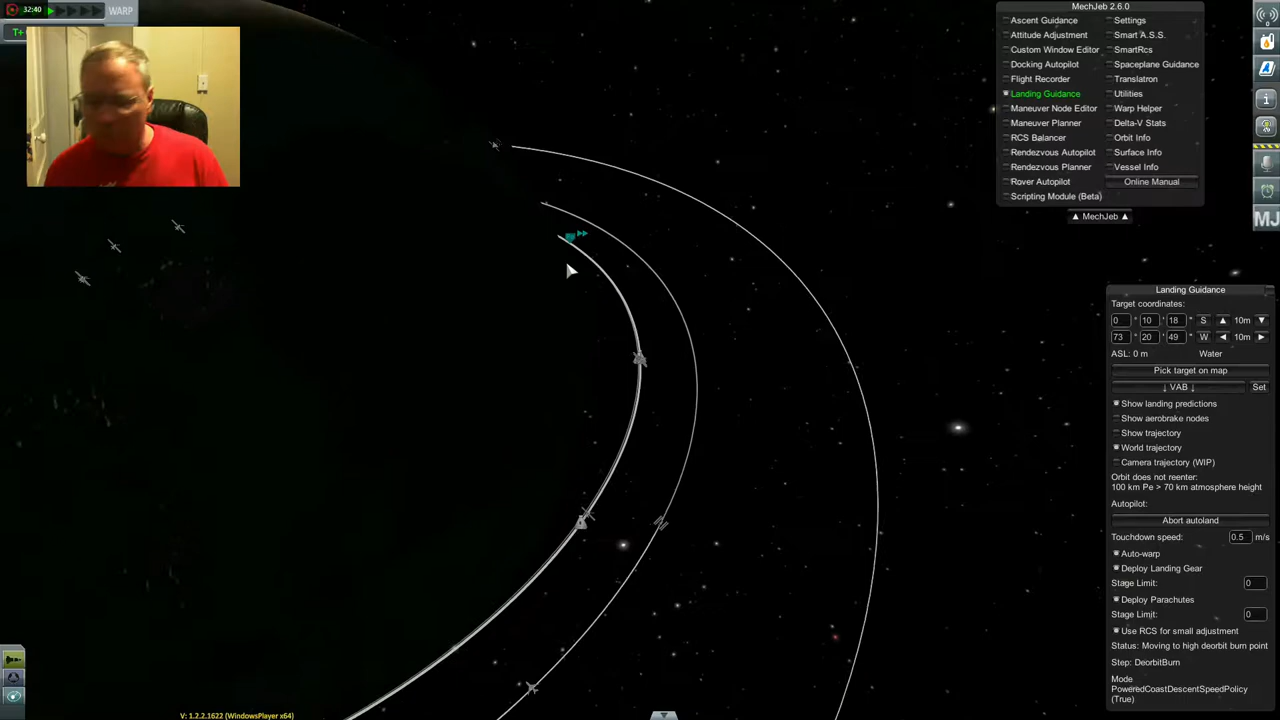 32:40
WARP
T+
MechJeb 2.6.0
Ascent Guidance
Settings
Attitude Adjustment
Smart A.S.S.
Custom Window Editor
SmartRcs
Docking Autopilot
Spaceplane Guidance
Flight Recorder
Translatron
Landing Guidance
Utilities
Maneuver Node Editor
Warp Helper
Maneuver Planner
Delta-V Stats
RCS Balancer
Orbit Info
Rendezvous Autopilot
Surface Info
Rendezvous Planner
Vessel Info
Rover Autopilot
Online Manual
Scripting Module (Beta)
▲ MechJeb ▲
MJ
Landing Guidance
Target coordinates:
0 ° 10 ' 18 " S ▲ 10m ▼
73 ° 20 ' 49 " W ◄ 10m ►
ASL: 0 m Water
Pick target on map
↓ VAB ↓ Set
Show landing predictions
Show aerobrake nodes
Show trajectory
World trajectory
Camera trajectory (WIP)
Orbit does not reenter:
100 km Pe > 70 km atmosphere height
Autopilot:
Abort autoland
Touchdown speed: 0.5 m/s
Auto-warp
Deploy Landing Gear
Stage Limit: 0
Deploy Parachutes
Stage Limit: 0
Use RCS for small adjustment
Status: Moving to high deorbit burn point
Step: DeorbitBurn
Mode
PoweredCoastDescentSpeedPolicy
(True)
V: 1.2.2.1622 (WindowsPlayer x64)